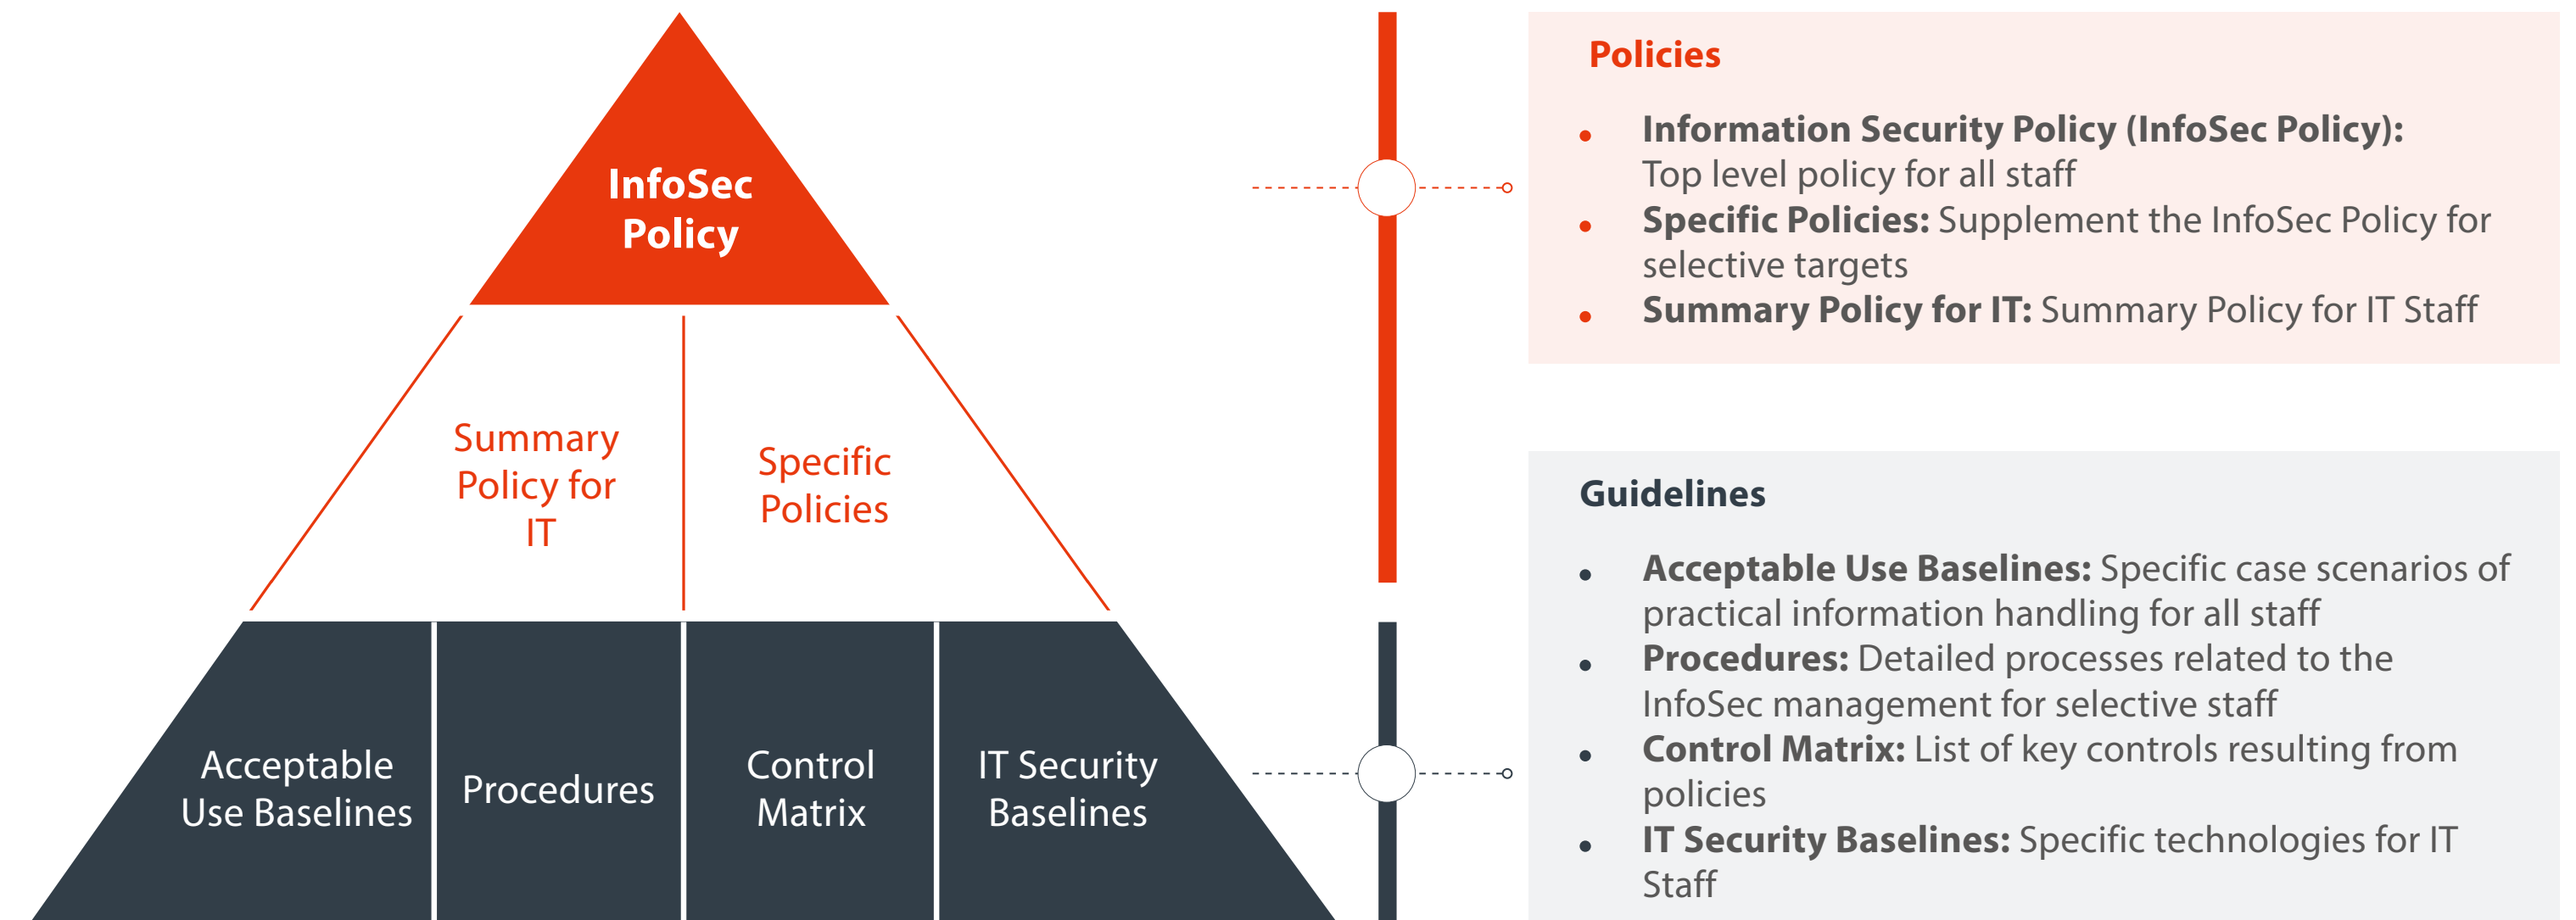 InfoSec
Policy
Summary
Policy for
IT
Specific
Policies
Acceptable
Use Baselines
Procedures
Control
Matrix
IT Security
Baselines
Policies
Information Security Policy (InfoSec Policy):
Top level policy for all staff
Specific Policies: Supplement the InfoSec Policy for
selective targets
Summary Policy for IT: Summary Policy for IT Staff
Guidelines
Acceptable Use Baselines: Specific case scenarios of
practical information handling for all staff
Procedures: Detailed processes related to the
InfoSec management for selective staff
Control Matrix: List of key controls resulting from
policies
IT Security Baselines: Specific technologies for IT
Staff